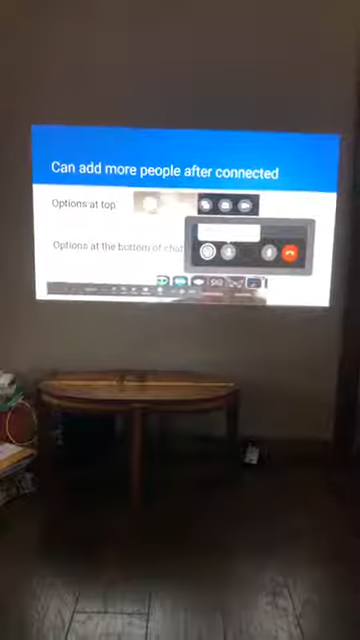 Can add more people after connected
Options at top
Options at the bottom of chat